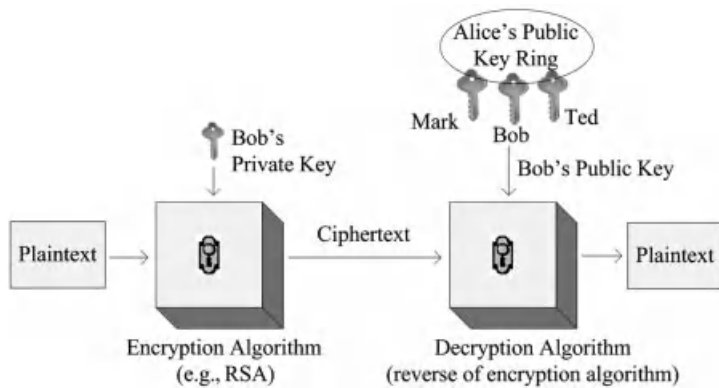 Alice's Public
Key Ring
Mark
Bob
Ted
Bob's
Private Key
Bob's Public Key
Plaintext
Ciphertext
Plaintext
Encryption Algorithm
(e.g., RSA)
Decryption Algorithm
(reverse of encryption algorithm)